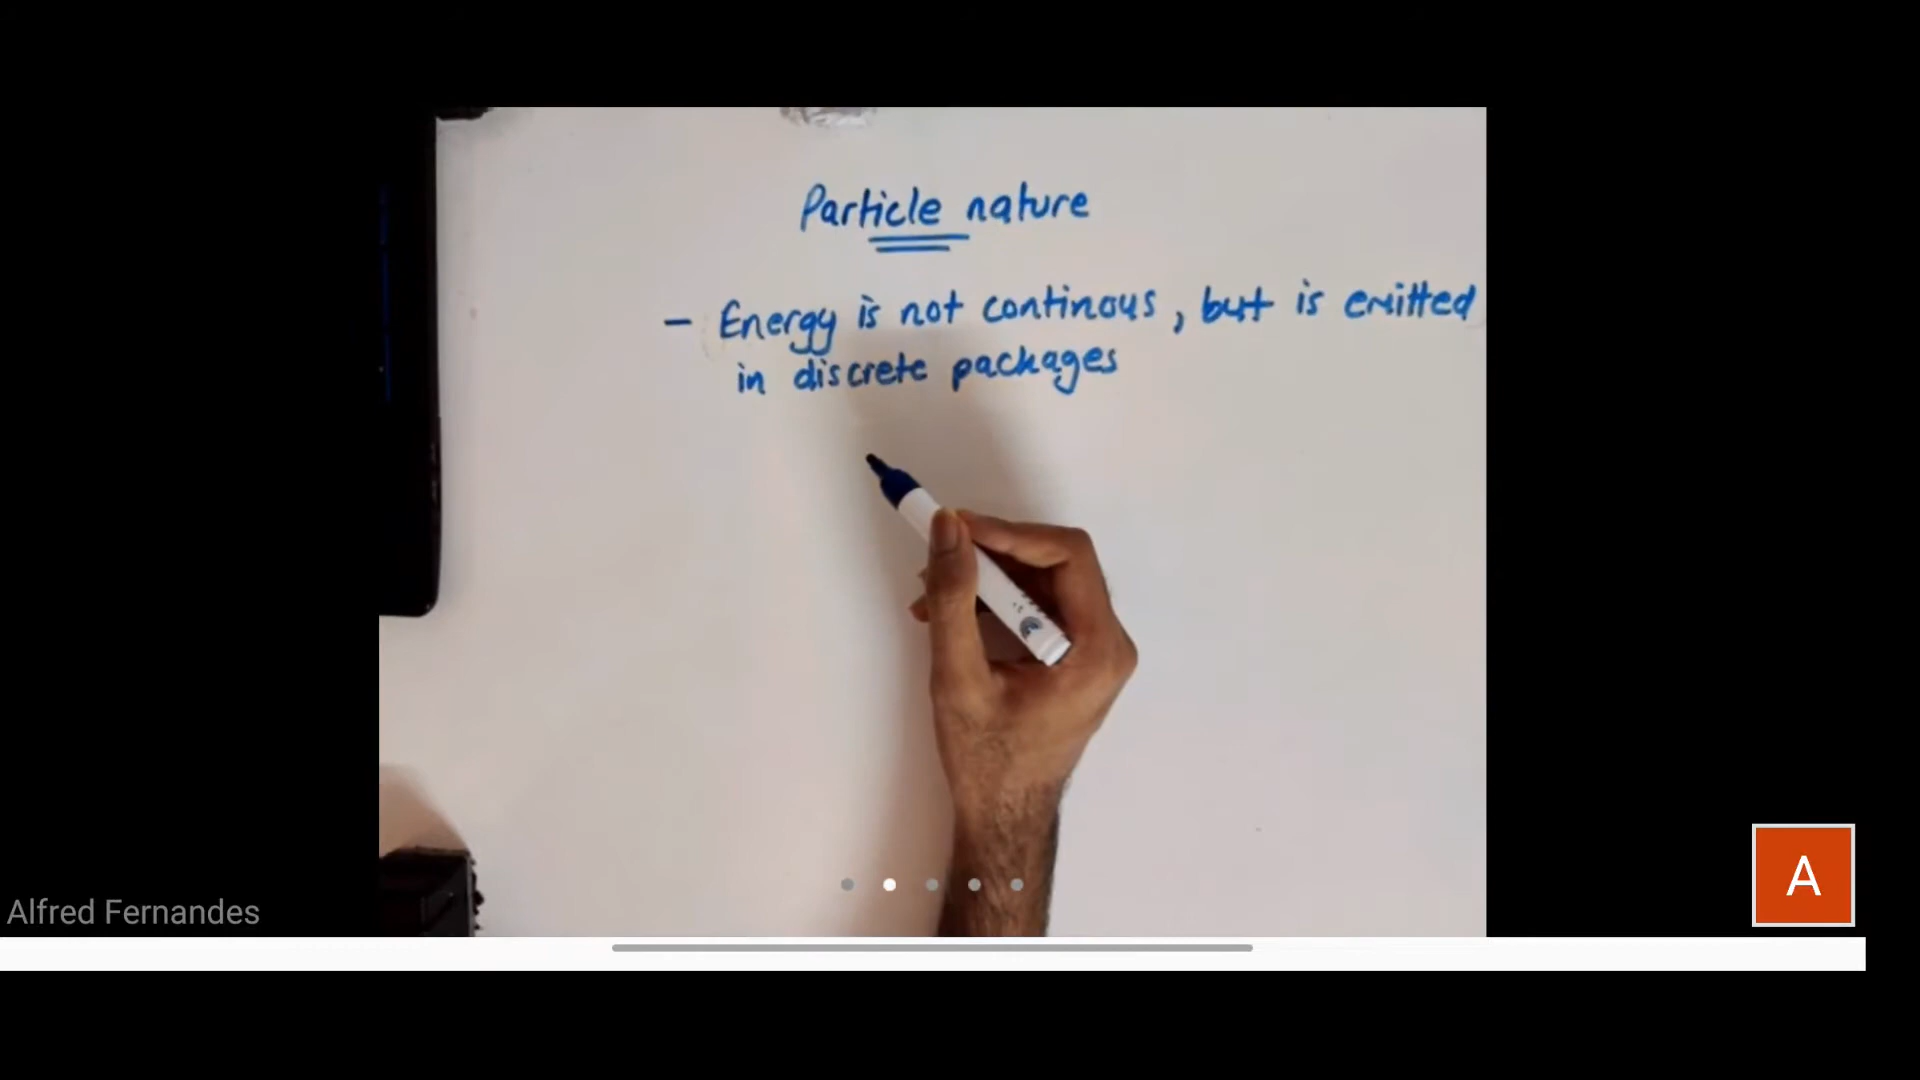 Particle nature
- Energy is not continous, but is emitted
in discrete packages
Alfred Fernandes
A